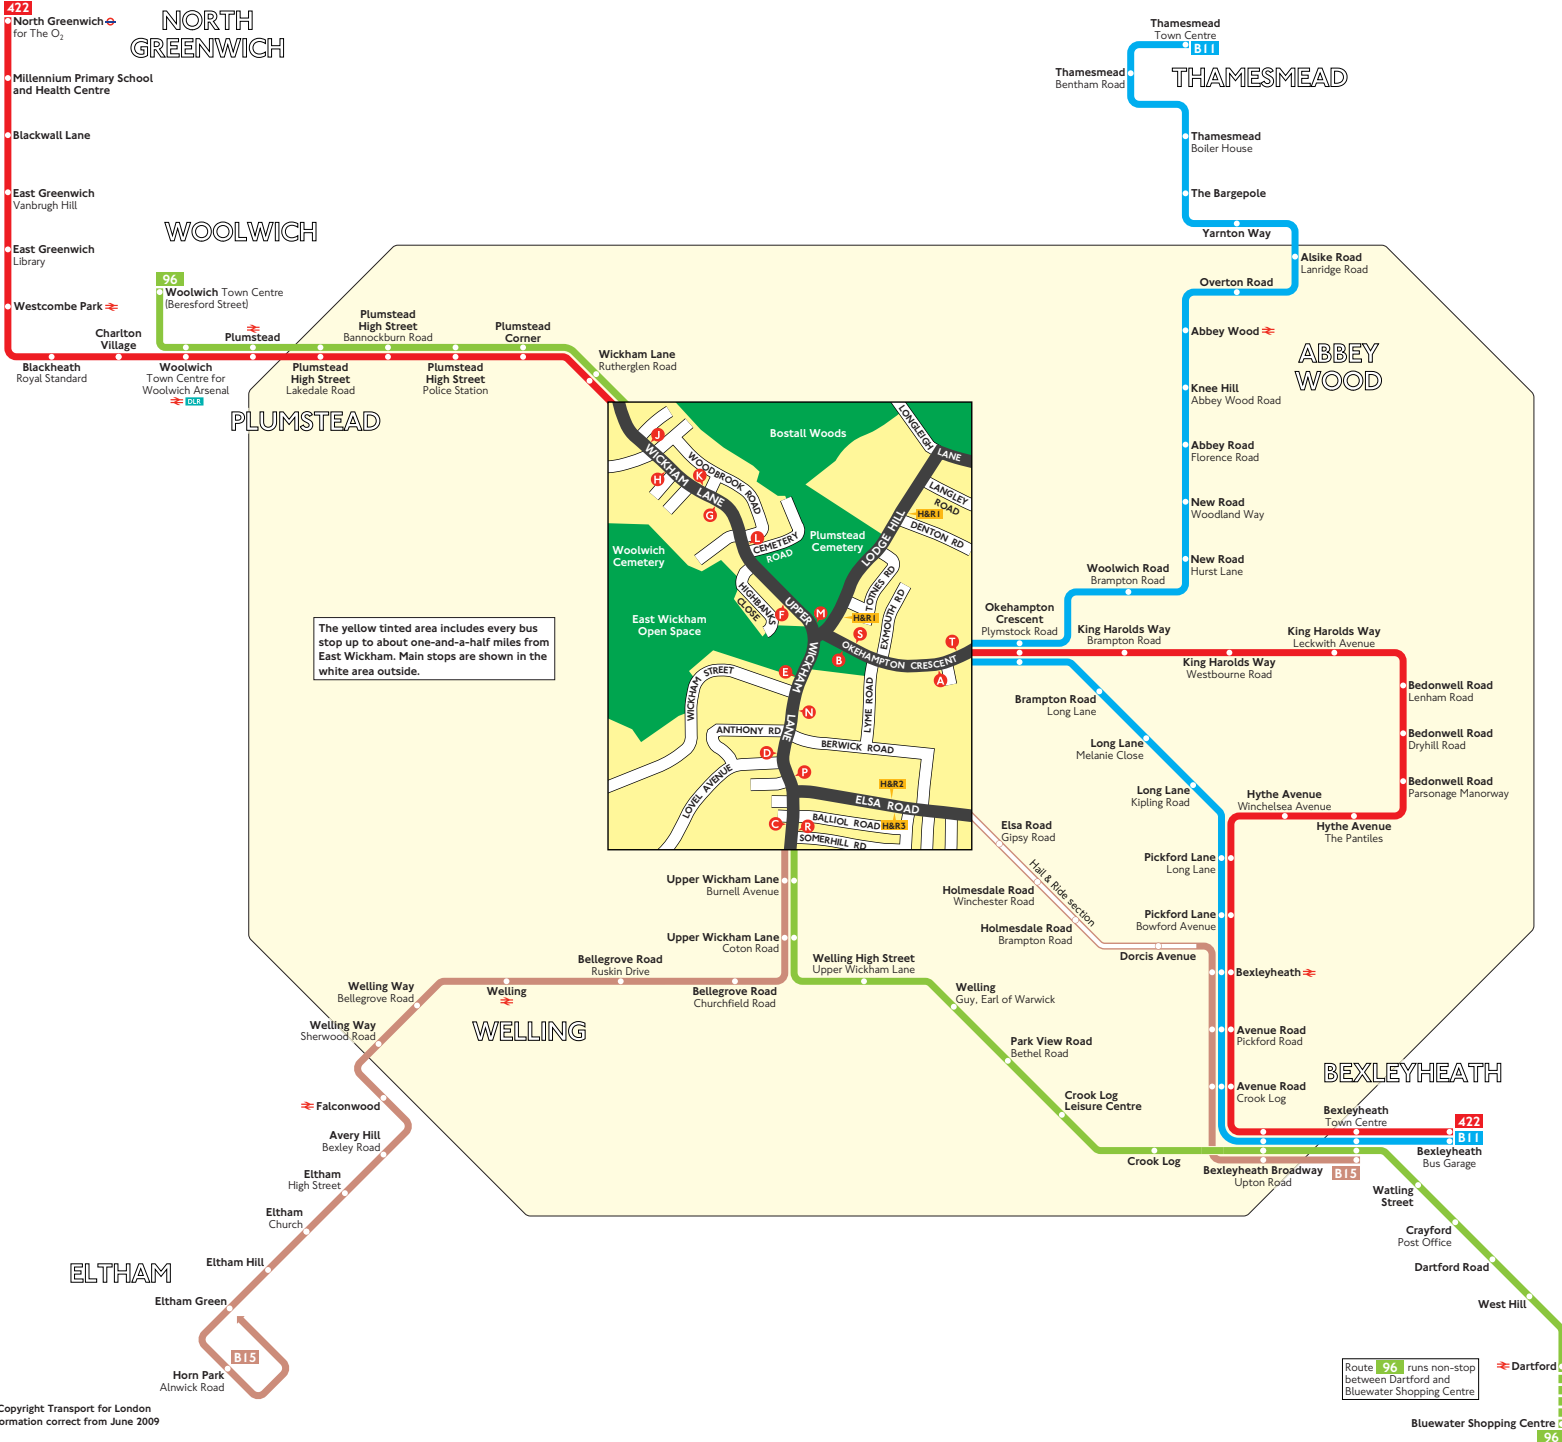 422
North Greenwich
for The O2
NORTH
GREENWICH
Millennium Primary School
and Health Centre
Blackwall Lane
East Greenwich
Vanbrugh Hill
East Greenwich
Library
Westcombe Park
Charlton
Village
Blackheath
Royal Standard
WOOLWICH
96
Woolwich Town Centre
(Beresford Street)
Plumstead
Woolwich
Town Centre for
Woolwich Arsenal
DLR
PLUMSTEAD
Plumstead
High Street
Bannockburn Road
Plumstead
Corner
Plumstead
High Street
Lakedale Road
Plumstead
High Street
Police Station
Wickham Lane
Rutherglen Road
Thamesmead
Town Centre
B11
Thamesmead
Bentham Road
THAMESMEAD
Thamesmead
Boiler House
The Bargepole
Yarnton Way
Alsike Road
Lanridge Road
Overton Road
Abbey Wood
ABBEY
WOOD
Knee Hill
Abbey Wood Road
Abbey Road
Florence Road
New Road
Woodland Way
New Road
Hurst Lane
Woolwich Road
Brampton Road
Okehampton
Crescent
Plymstock Road
King Harolds Way
Brampton Road
King Harolds Way
Westbourne Road
King Harolds Way
Leckwith Avenue
Bedonwell Road
Lenham Road
Bedonwell Road
Dryhill Road
Bedonwell Road
Parsonage Manorway
Brampton Road
Long Lane
Long Lane
Melanie Close
Long Lane
Kipling Road
Hythe Avenue
Winchelsea Avenue
Hythe Avenue
The Pantiles
Pickford Lane
Long Lane
Pickford Lane
Bowford Avenue
Bexleyheath
Avenue Road
Pickford Road
Avenue Road
Crook Log
The yellow tinted area includes every bus
stop up to about one-and-a-half miles from
East Wickham. Main stops are shown in the
white area outside.
Bostall Woods
LONGLEIGH
LANE
J
WICKHAM LANE
WOODBROOK ROAD
H
K
G
LANGLEY
ROAD
H&R1
DENTON RD
LODGE HILL
Plumstead
Cemetery
L
CEMETERY
ROAD
Woolwich
Cemetery
HIGHBANKS
CLOSE
F
UPPER
WICKHAM
LANE
M
H&R1
TOTNES RD
EXMOUTH RD
East Wickham
Open Space
S
T
B
OKEHAMPTON CRESCENT
A
E
WICKHAM STREET
N
LYME ROAD
ANTHONY RD
BERWICK ROAD
D
LOVEL AVENUE
P
H&R2
ELSA ROAD
C
R
BALLIOL ROAD
H&R3
SOMERHILL RD
Elsa Road
Gipsy Road
Hail & Ride section
Holmesdale Road
Winchester Road
Holmesdale Road
Brampton Road
Dorcis Avenue
Upper Wickham Lane
Burnell Avenue
Upper Wickham Lane
Coton Road
Bellegrove Road
Ruskin Drive
Bellegrove Road
Churchfield Road
Welling
WELLING
Welling Way
Bellegrove Road
Welling Way
Sherwood Road
Falconwood
Avery Hill
Bexley Road
Eltham
High Street
Eltham
Church
ELTHAM
Eltham Hill
Eltham Green
B15
Horn Park
Alnwick Road
Welling High Street
Upper Wickham Lane
Welling
Guy, Earl of Warwick
Park View Road
Bethel Road
Crook Log
Leisure Centre
Crook Log
BEXLEYHEATH
Bexleyheath
Town Centre
422
B11
Bexleyheath
Bus Garage
Bexleyheath Broadway
Upton Road
B15
Watling
Street
Crayford
Post Office
Dartford Road
West Hill
Dartford
Route 96 runs non-stop
between Dartford and
Bluewater Shopping Centre
Bluewater Shopping Centre
96
Copyright Transport for London
ormation correct from June 2009